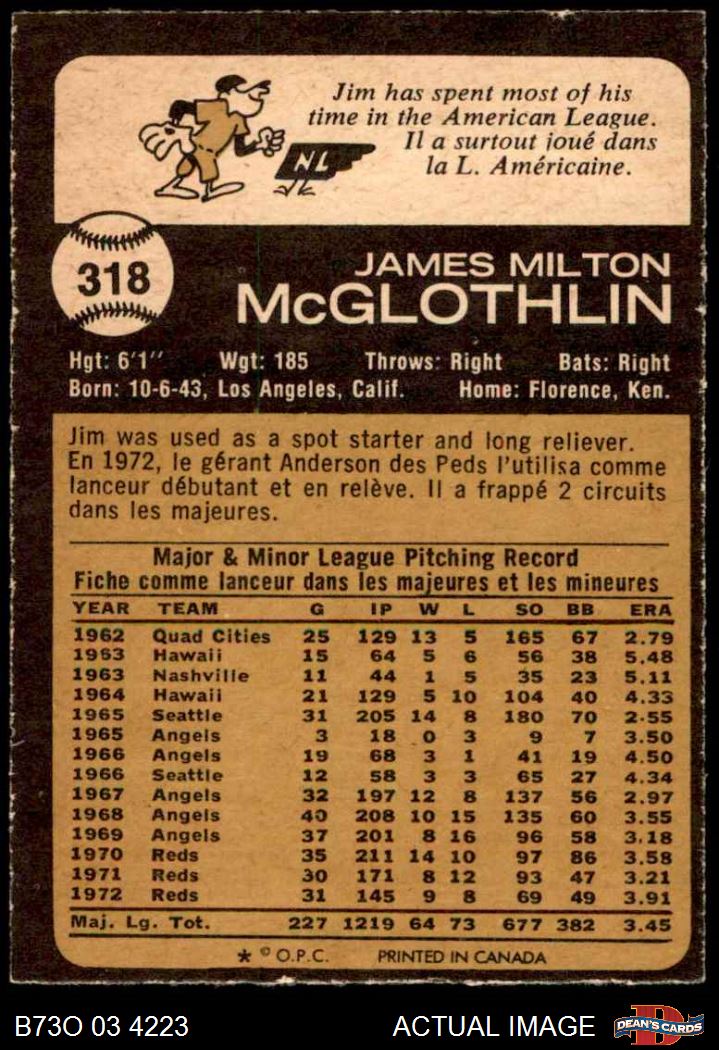 Jim has spent most of his
time in the American League.
Il a surtout joué dans
la L. Américaine.
NL
318
JAMES MILTON
McGLOTHLIN
Hgt: 6'1" Wgt: 185 Throws: Right Bats: Right
Born: 10-6-43, Los Angeles, Calif. Home: Florence, Ken.
Jim was used as a spot starter and long reliever.
En 1972, le gérant Anderson des Peds l'utilisa comme
lanceur débutant et en relève. Il a frappé 2 circuits
dans les majeures.
Major & Minor League Pitching Record
Fiche comme lanceur dans les majeures et les mineures
YEAR TEAM G IP W L SO BB ERA
1962 Quad Cities 25 129 13 5 165 67 2.79
1963 Hawaii 15 64 5 6 56 38 5.48
1963 Nashville 11 44 1 5 35 23 5.11
1964 Hawaii 21 129 5 10 104 40 4.33
1965 Seattle 31 205 14 8 180 70 2.55
1965 Angels 3 18 0 3 9 7 3.50
1966 Angels 19 68 3 1 41 19 4.50
1966 Seattle 12 58 3 3 65 27 4.34
1967 Angels 32 197 12 8 137 56 2.97
1968 Angels 40 208 10 15 135 60 3.55
1969 Angels 37 201 8 16 96 58 3.18
1970 Reds 35 211 14 10 97 86 3.58
1971 Reds 30 171 8 12 93 47 3.21
1972 Reds 31 145 9 8 69 49 3.91
Maj. Lg. Tot. 227 1219 64 73 677 382 3.45
* © O.P.C. PRINTED IN CANADA
B73O 03 4223 ACTUAL IMAGE D DEAN'S CARDS